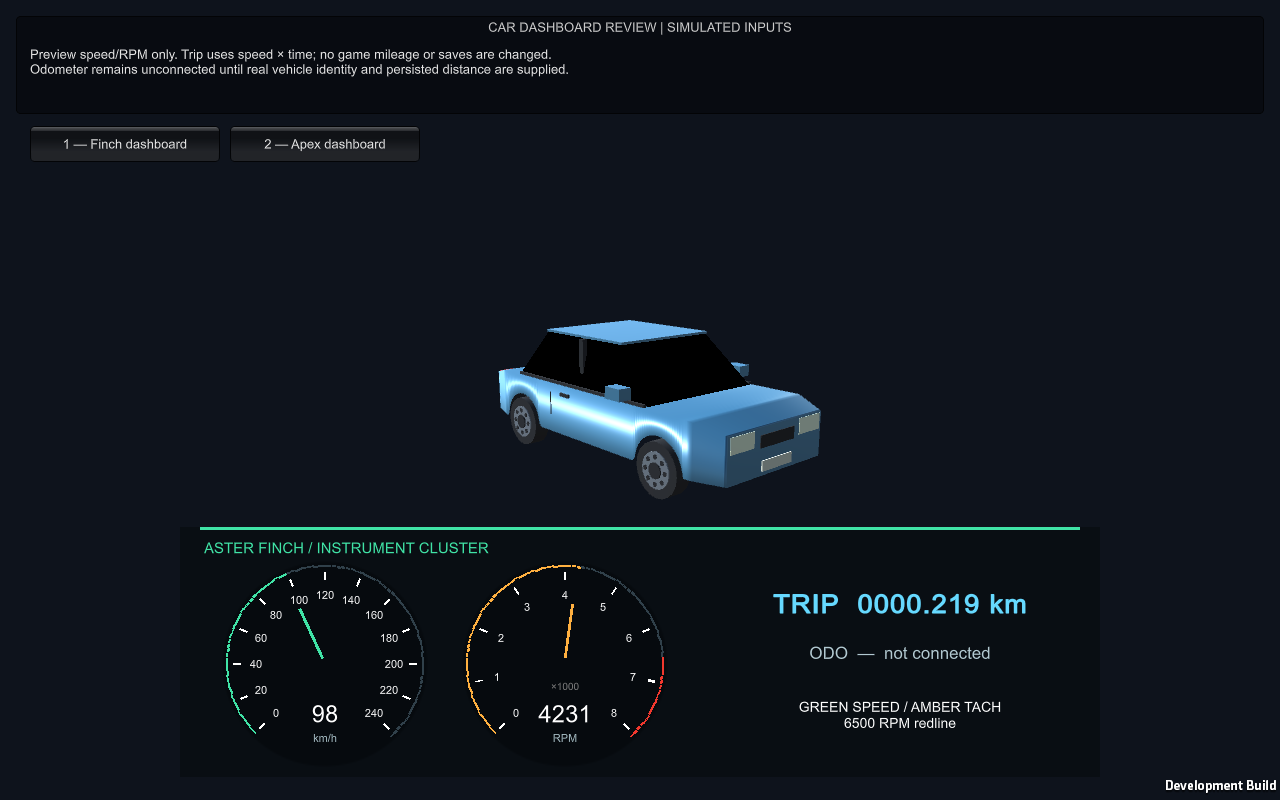 CAR DASHBOARD REVIEW | SIMULATED INPUTS
Preview speed/RPM only. Trip uses speed × time; no game mileage or saves are changed.
Odometer remains unconnected until real vehicle identity and persisted distance are supplied.
1 — Finch dashboard
2 — Apex dashboard
ASTER FINCH / INSTRUMENT CLUSTER
0
20
40
60
80
100
120
140
160
180
200
220
240
98
km/h
0
1
2
3
4
5
6
7
8
×1000
4231
RPM
TRIP 0000.219 km
ODO — not connected
GREEN SPEED / AMBER TACH
6500 RPM redline
Development Build